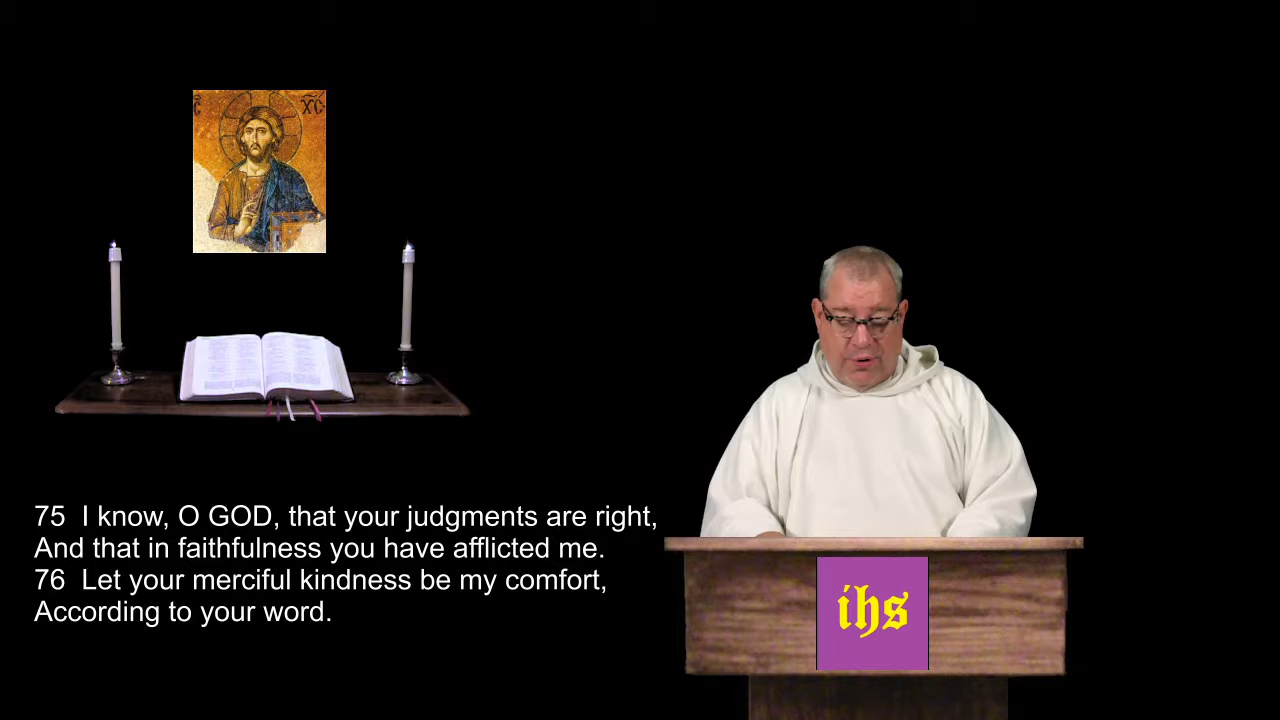 XC
75 I know, O GOD, that your judgments are right,
And that in faithfulness you have afflicted me.
76 Let your merciful kindness be my comfort,
According to your word.
ihs